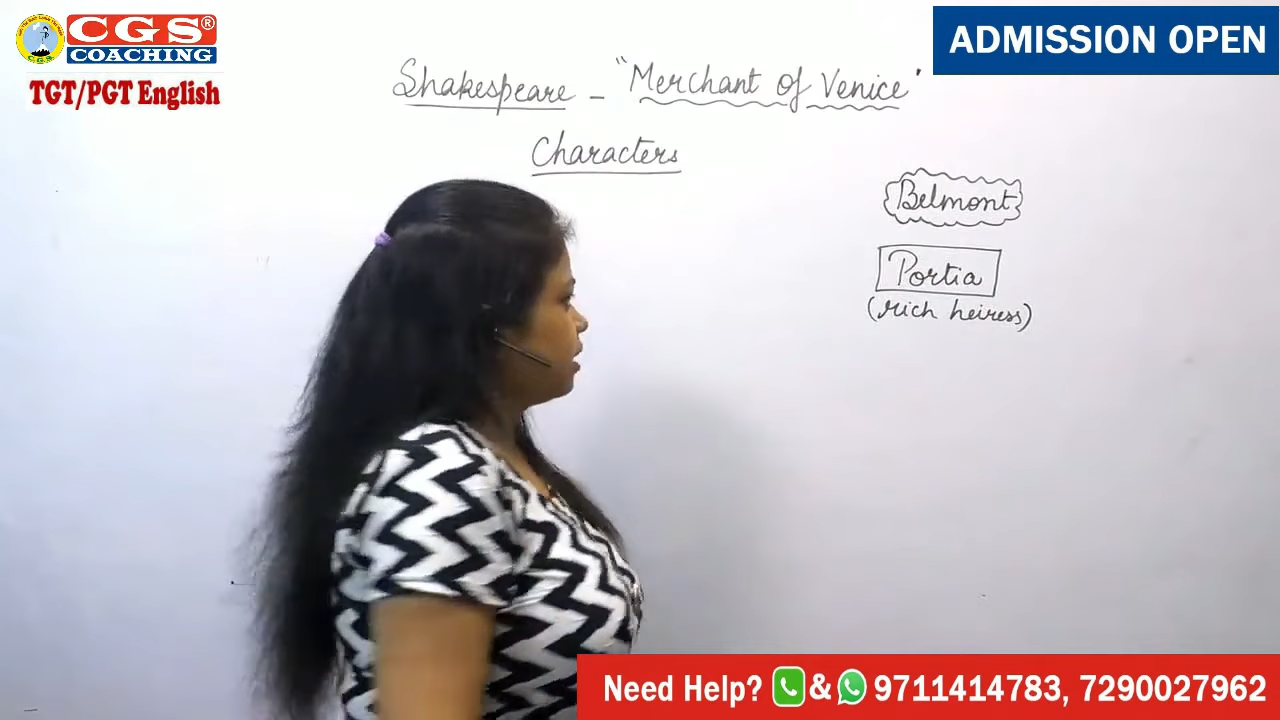 CGS®
COACHING
C.G.S.
TGT/PGT English
ADMISSION OPEN
Shakespeare - "Merchant of Venice"
Characters
Belmont
Portia
(rich heiress)
Need Help? & 9711414783, 7290027962